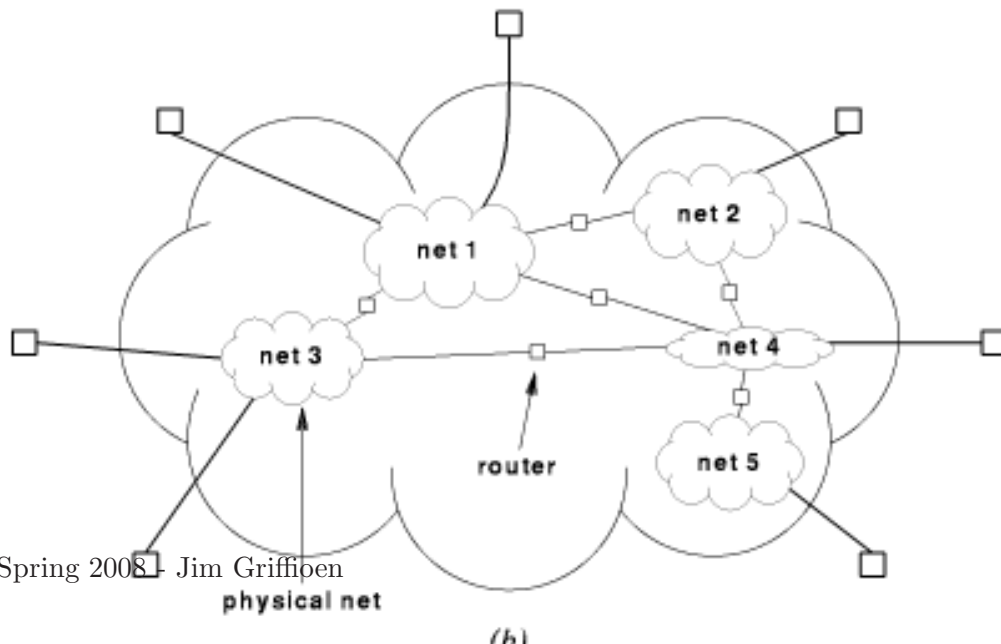 net 2
net 1
net 4
net 3
net 5
router
Spring 2008 - Jim Griffioen
physical net
(b)